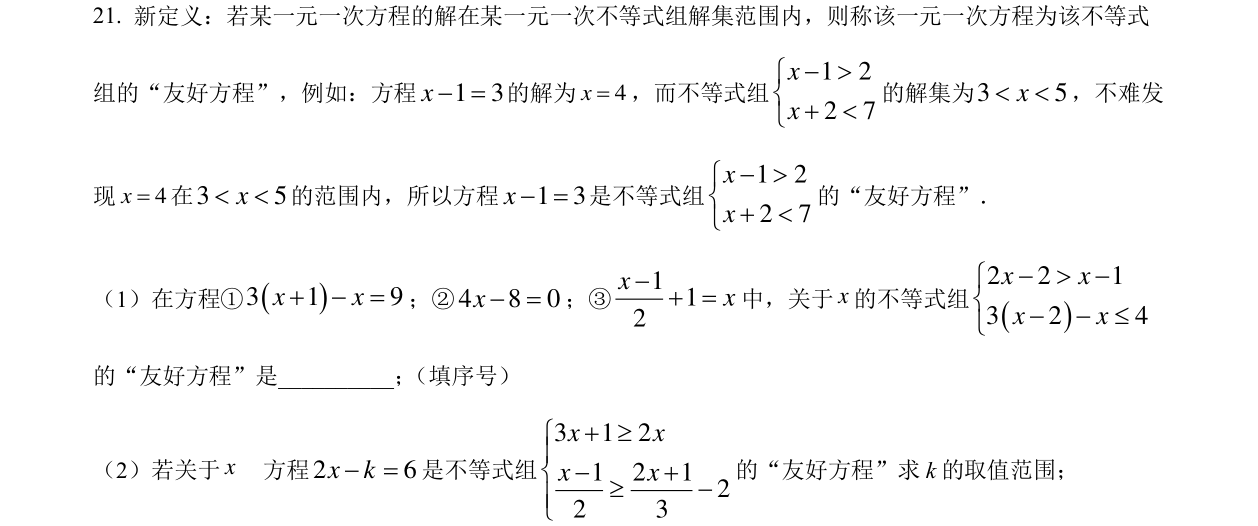 21. 新定义：若某一元一次方程的解在某一元一次不等式组解集范围内，则称该一元一次方程为该不等式
组的“友好方程”，例如：方程 x−1=3 的解为 x=4，而不等式组 {x−1>2 x+2<7 的解集为 3<x<5，不难发
现 x=4 在 3<x<5 的范围内，所以方程 x−1=3 是不等式组 {x−1>2 x+2<7 的“友好方程”．
（1）在方程①3(x+1)−x=9；②4x−8=0；③(x−1)/2+1=x 中，关于 x 的不等式组 {2x−2>x−1 3(x−2)−x≤4
的“友好方程”是__________；（填序号）
（2）若关于 x 方程 2x−k=6 是不等式组 {3x+1≥2x (x−1)/2≥(2x+1)/3−2 的“友好方程”求 k 的取值范围；